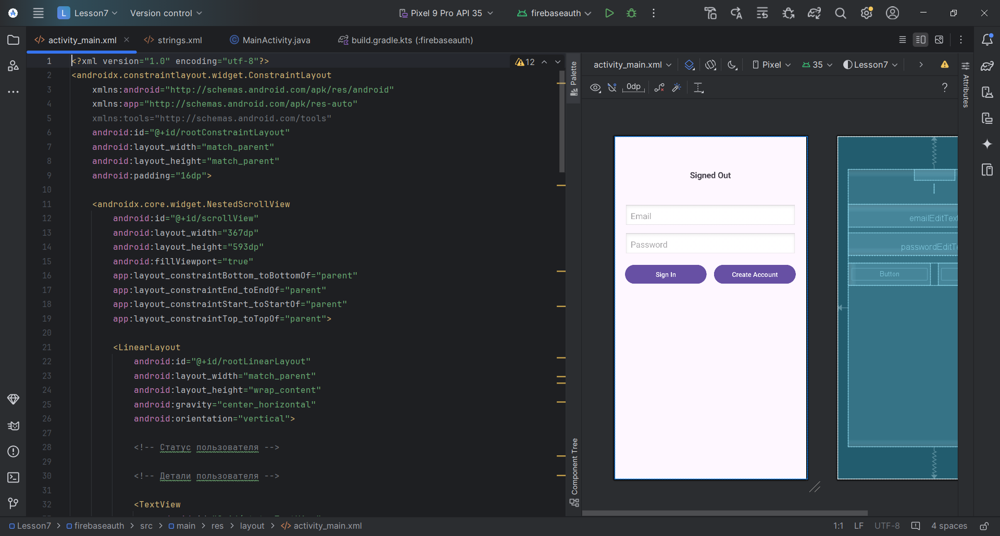 L Lesson7 Version control Pixel 9 Pro API 35 firebaseauth
activity_main.xml strings.xml MainActivity.java build.gradle.kts (:firebaseauth)
1 <?xml version="1.0" encoding="utf-8"?>
2 <androidx.constraintlayout.widget.ConstraintLayout
3 xmlns:android="http://schemas.android.com/apk/res/android"
4 xmlns:app="http://schemas.android.com/apk/res-auto"
5 xmlns:tools="http://schemas.android.com/tools"
6 android:id="@+id/rootConstraintLayout"
7 android:layout_width="match_parent"
8 android:layout_height="match_parent"
9 android:padding="16dp">
10
11 <androidx.core.widget.NestedScrollView
12 android:id="@+id/scrollView"
13 android:layout_width="367dp"
14 android:layout_height="593dp"
15 android:fillViewport="true"
16 app:layout_constraintBottom_toBottomOf="parent"
17 app:layout_constraintEnd_toEndOf="parent"
18 app:layout_constraintStart_toStartOf="parent"
19 app:layout_constraintTop_toTopOf="parent">
20
21 <LinearLayout
22 android:id="@+id/rootLinearLayout"
23 android:layout_width="match_parent"
24 android:layout_height="wrap_content"
25 android:gravity="center_horizontal"
26 android:orientation="vertical">
27
28 <!-- Статус пользователя -->
29
30 <!-- Детали пользователя -->
31
32 <TextView
12
Palette
Component Tree
activity_main.xml Pixel 35 Lesson7
0dp ?
Attributes
Signed Out
Email
Password
Sign In Create Account
emailEditText
passwordEditTe
Button
Lesson7 > firebaseauth > src > main > res > layout > activity_main.xml
1:1 LF UTF-8 4 spaces